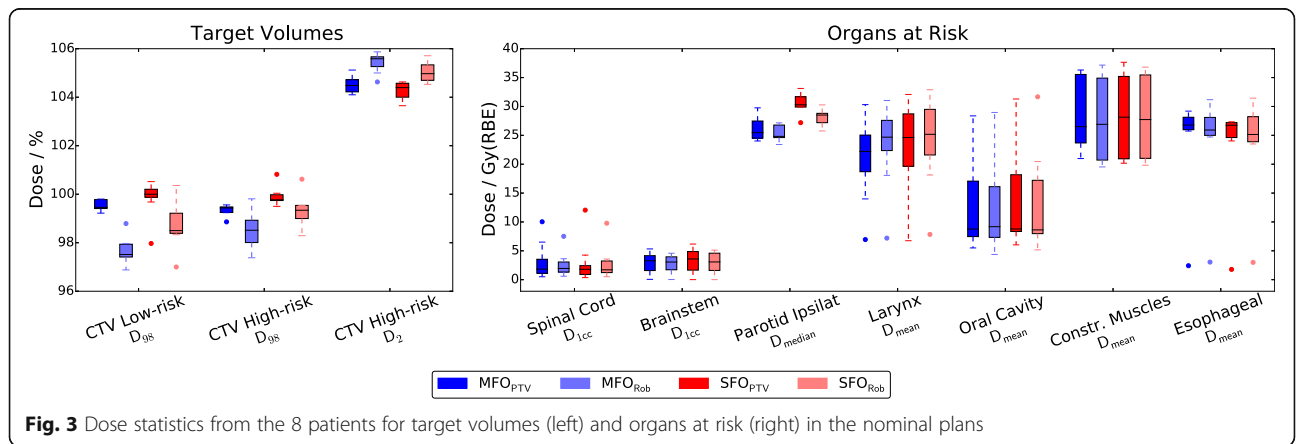 Target Volumes
Dose / %
106
104
102
100
98
96
CTV Low-risk
D98
CTV High-risk
D98
CTV High-risk
D2
Organs at Risk
Dose / Gy(RBE)
40
35
30
25
20
15
10
5
0
Spinal Cord
D1cc
Brainstem
D1cc
Parotid Ipsilat
Dmedian
Larynx
Dmean
Oral Cavity
Dmean
Constr. Muscles
Dmean
Esophageal
Dmean
MFOPTV MFORob SFOPTV SFORob
Fig. 3 Dose statistics from the 8 patients for target volumes (left) and organs at risk (right) in the nominal plans